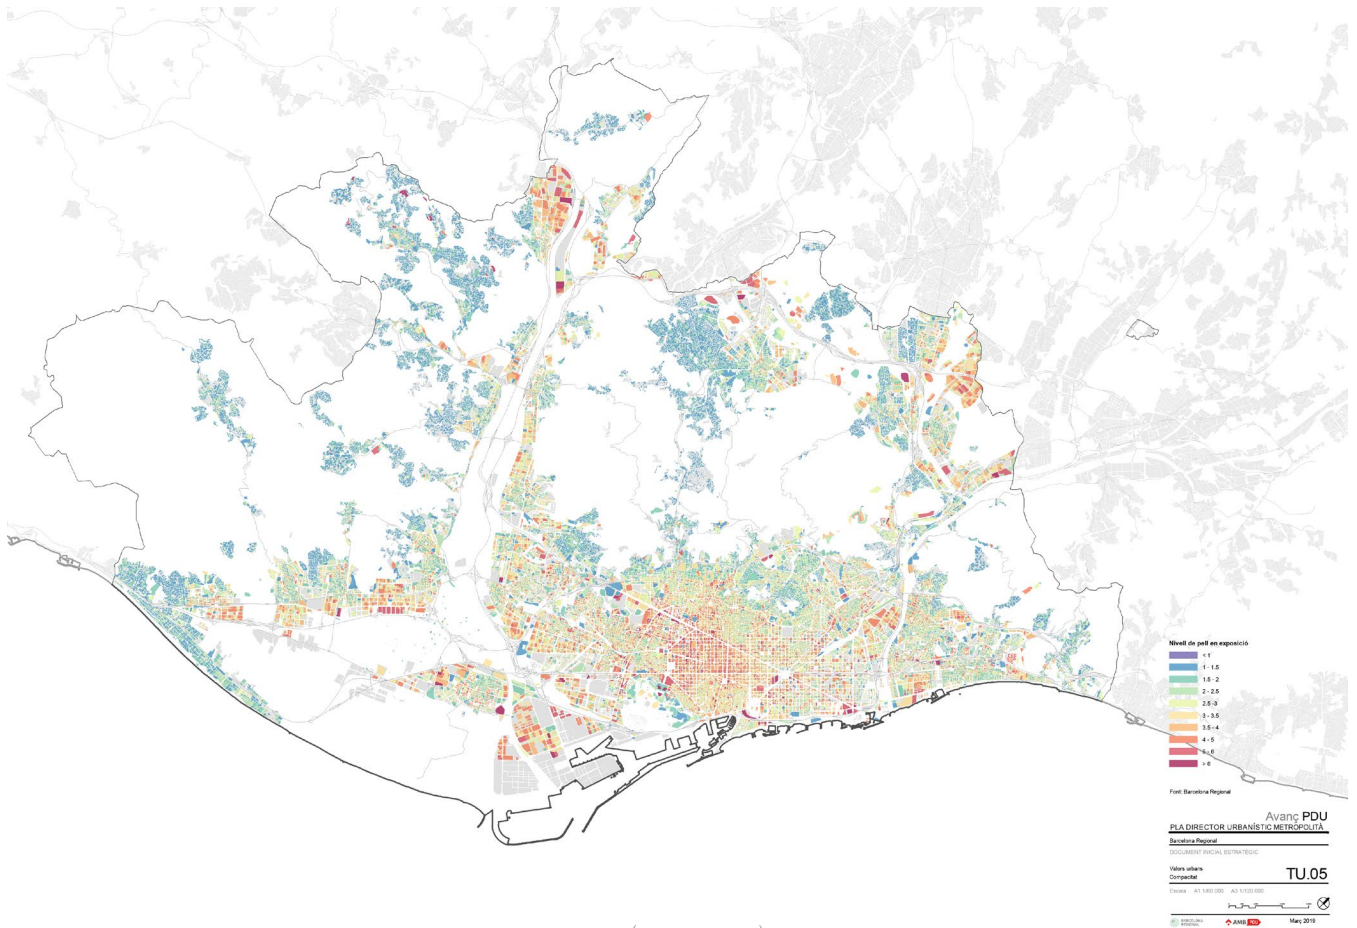 Nivell de pell en exposició
< 1
1 - 1.5
1.5 - 2
2 - 2.5
2.5 -3
3 - 3.5
3.5 - 4
4 - 5
5 - 6
> 6
Font: Barcelona Regional
Avanç PDU
PLA DIRECTOR URBANÍSTIC METROPOLITÀ
Barcelona Regional
DOCUMENT INICIAL ESTRATÈGIC
Valors urbans
Compacitat
TU.05
Escala A1 1/60.000 A3 1/120.000
BARCELONA
REGIONAL
AMB PDU
Març 2019